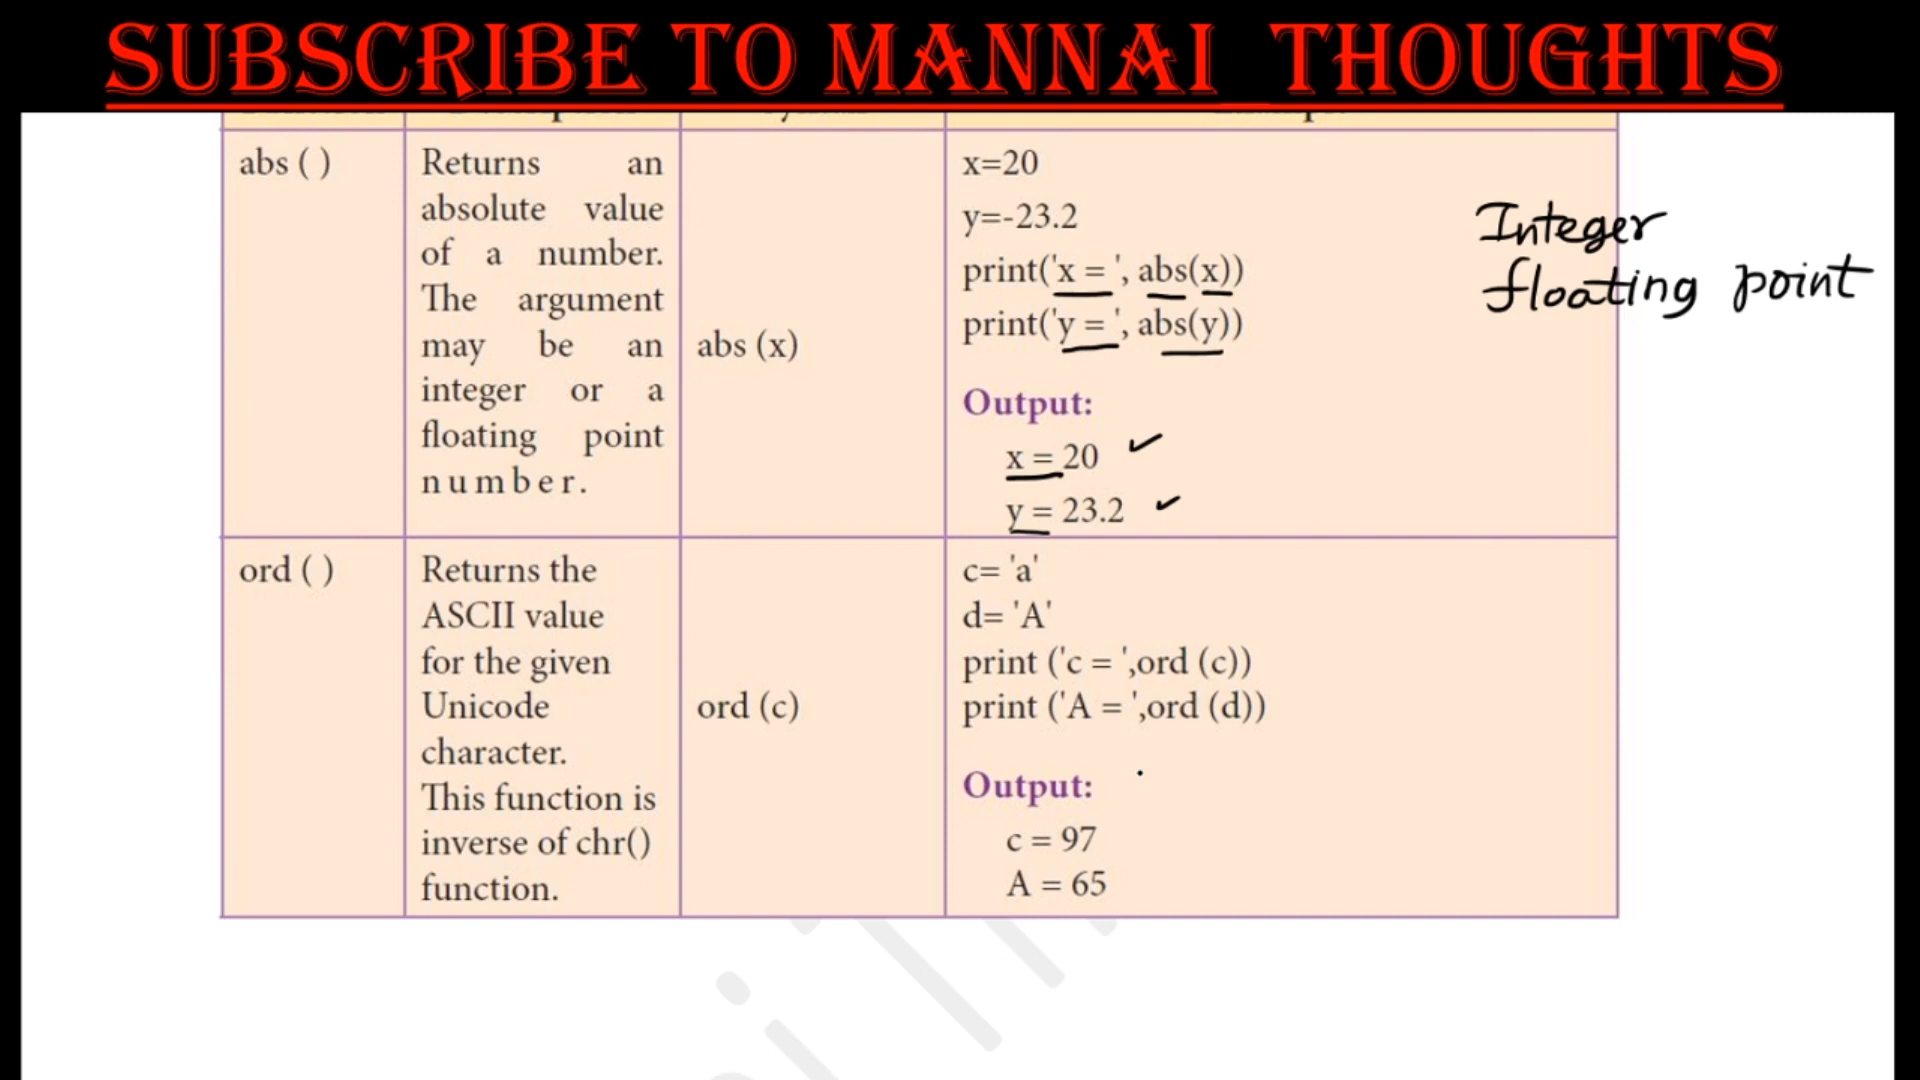 SUBSCRIBE TO MANNAI THOUGHTS
abs ( )
Returns an
absolute value
of a number.
The argument
may be an
integer or a
floating point
number.
abs (x)
x=20
y=-23.2
print('x = ', abs(x))
print('y = ', abs(y))
Output:
x = 20
y = 23.2
Integer
floating point
ord ( )
Returns the
ASCII value
for the given
Unicode
character.
This function is
inverse of chr()
function.
ord (c)
c= 'a'
d= 'A'
print ('c = ',ord (c))
print ('A = ',ord (d))
Output:
c = 97
A = 65